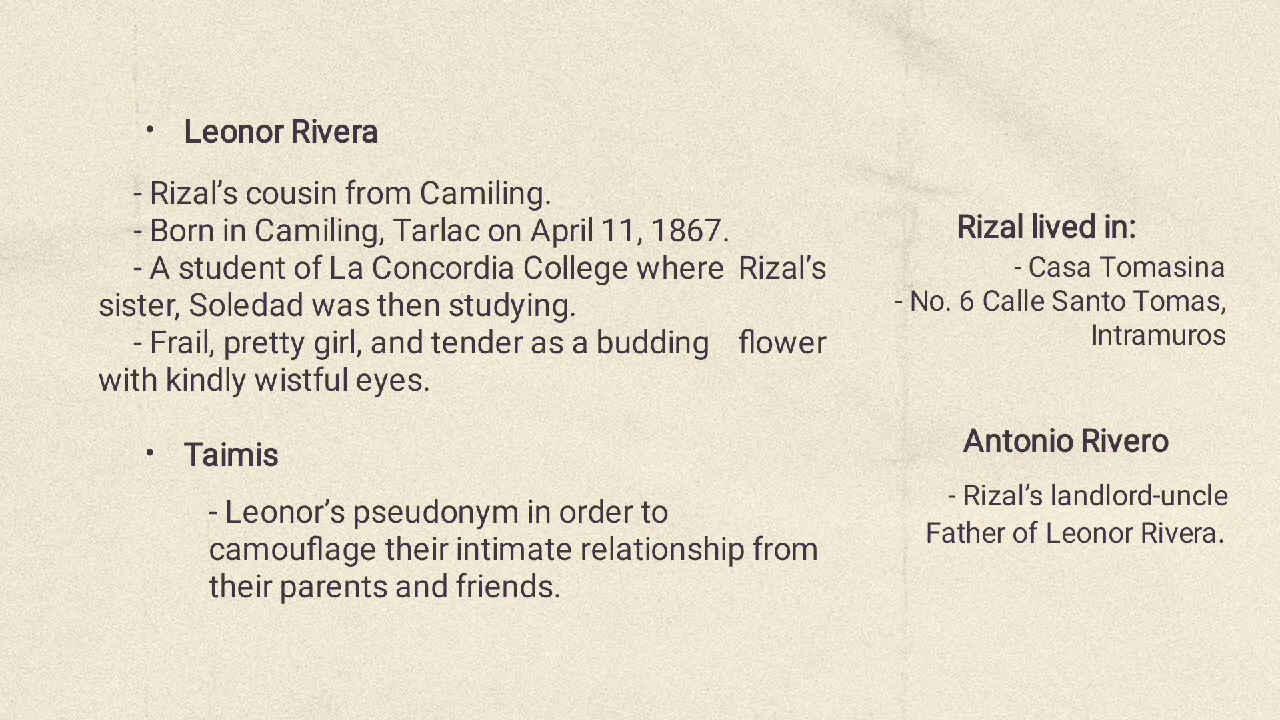 • Leonor Rivera
- Rizal’s cousin from Camiling.
- Born in Camiling, Tarlac on April 11, 1867.
- A student of La Concordia College where Rizal’s
sister, Soledad was then studying.
- Frail, pretty girl, and tender as a budding flower
with kindly wistful eyes.
• Taimis
- Leonor’s pseudonym in order to
camouflage their intimate relationship from
their parents and friends.
Rizal lived in:
- Casa Tomasina
- No. 6 Calle Santo Tomas,
Intramuros
Antonio Rivero
- Rizal’s landlord-uncle
Father of Leonor Rivera.